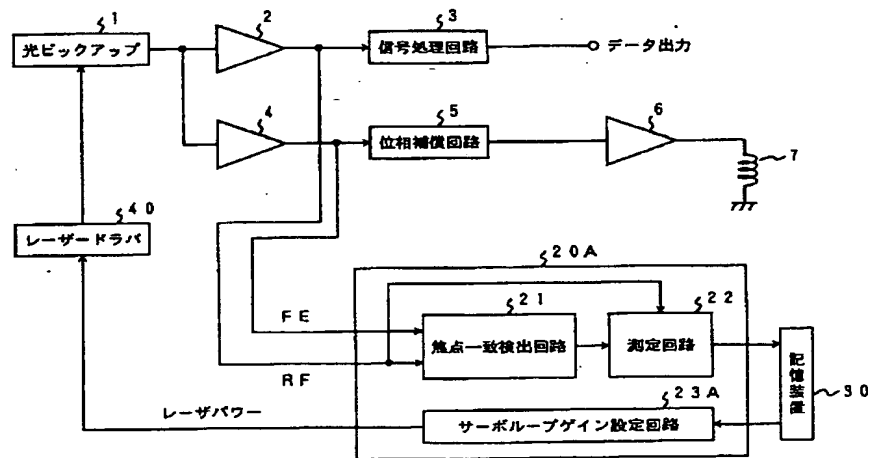 1
2
3
光ピックアップ
信号処理回路
データ出力
4
5
6
位相補償回路
7
40
レーザードラバ
20A
21
22
FE
焦点一致検出回路
測定回路
記憶装置
30
RF
23A
レーザパワー
サーボループゲイン設定回路